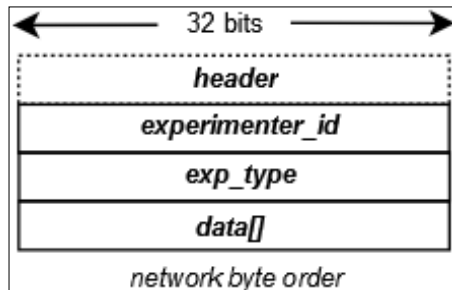 32 bits
header
experimenter_id
exp_type
data[]
network byte order